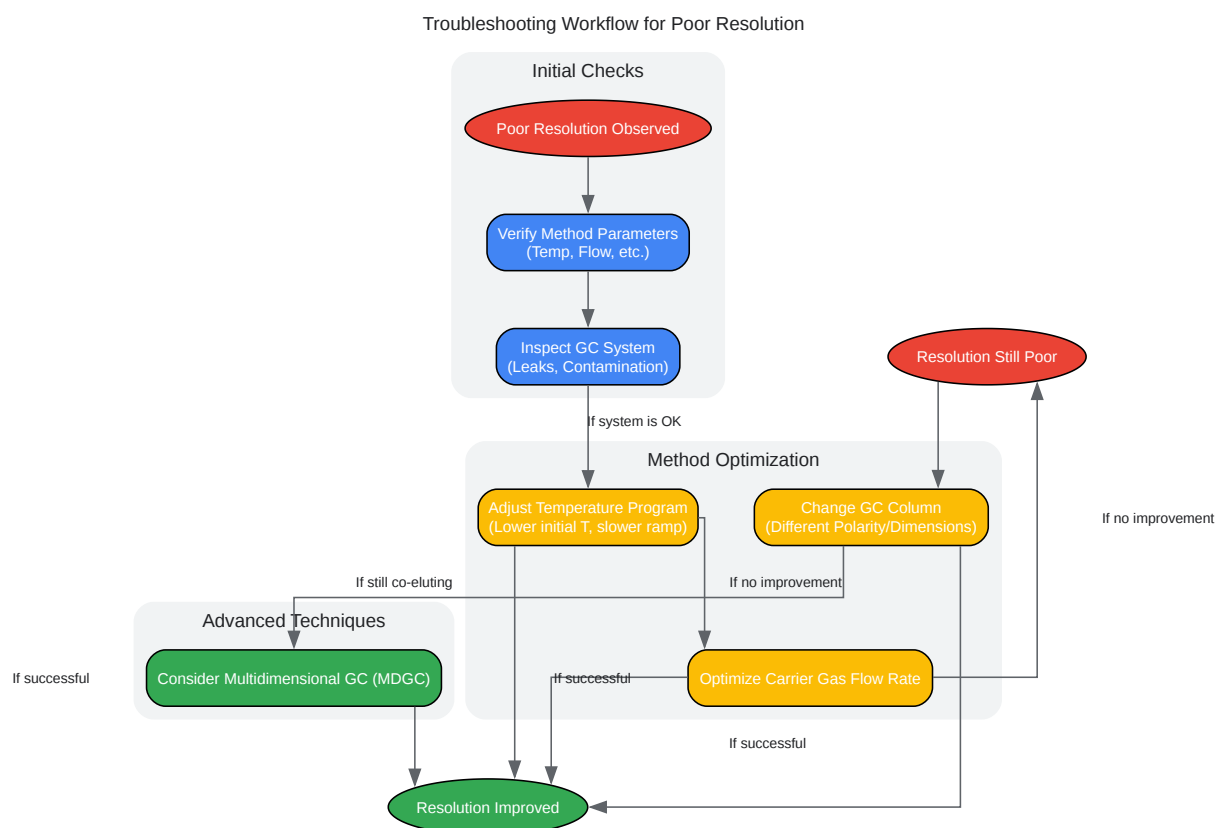 Troubleshooting Workflow for Poor Resolution
Initial Checks
Poor Resolution Observed
Verify Method Parameters
(Temp, Flow, etc.)
Inspect GC System
(Leaks, Contamination)
Resolution Still Poor
If system is OK
Method Optimization
Adjust Temperature Program
(Lower initial T, slower ramp)
Change GC Column
(Different Polarity/Dimensions)
If no improvement
If still co-eluting
If no improvement
Advanced Techniques
Consider Multidimensional GC (MDGC)
If successful
If successful
Optimize Carrier Gas Flow Rate
If successful
Resolution Improved